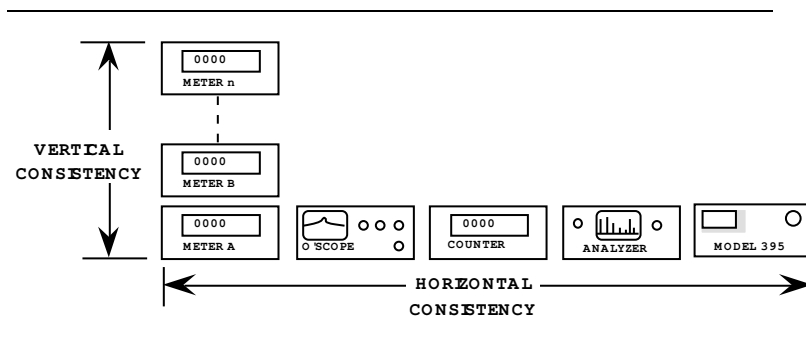 0000
METER n
VERTICAL
CONSISTENCY
0000
METER B
0000
METER A
O'SCOPE
0000
COUNTER
ANALYZER
MODEL 395
HORIZONTAL
CONSISTENCY